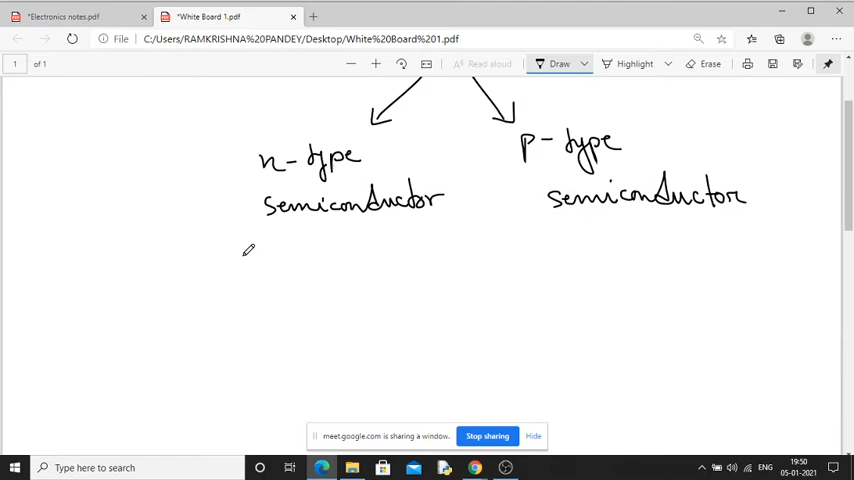 *Electronics notes.pdf
*White Board 1.pdf
File
C:/Users/RAMKRISHNA%20PANDEY/Desktop/White%20Board%201.pdf
1 of 1
Read aloud
Draw
Highlight
Erase
n-type
semiconductor
p-type
semiconductor
meet.google.com is sharing a window.
Stop sharing
Hide
Type here to search
ENG
19:50
05-01-2021